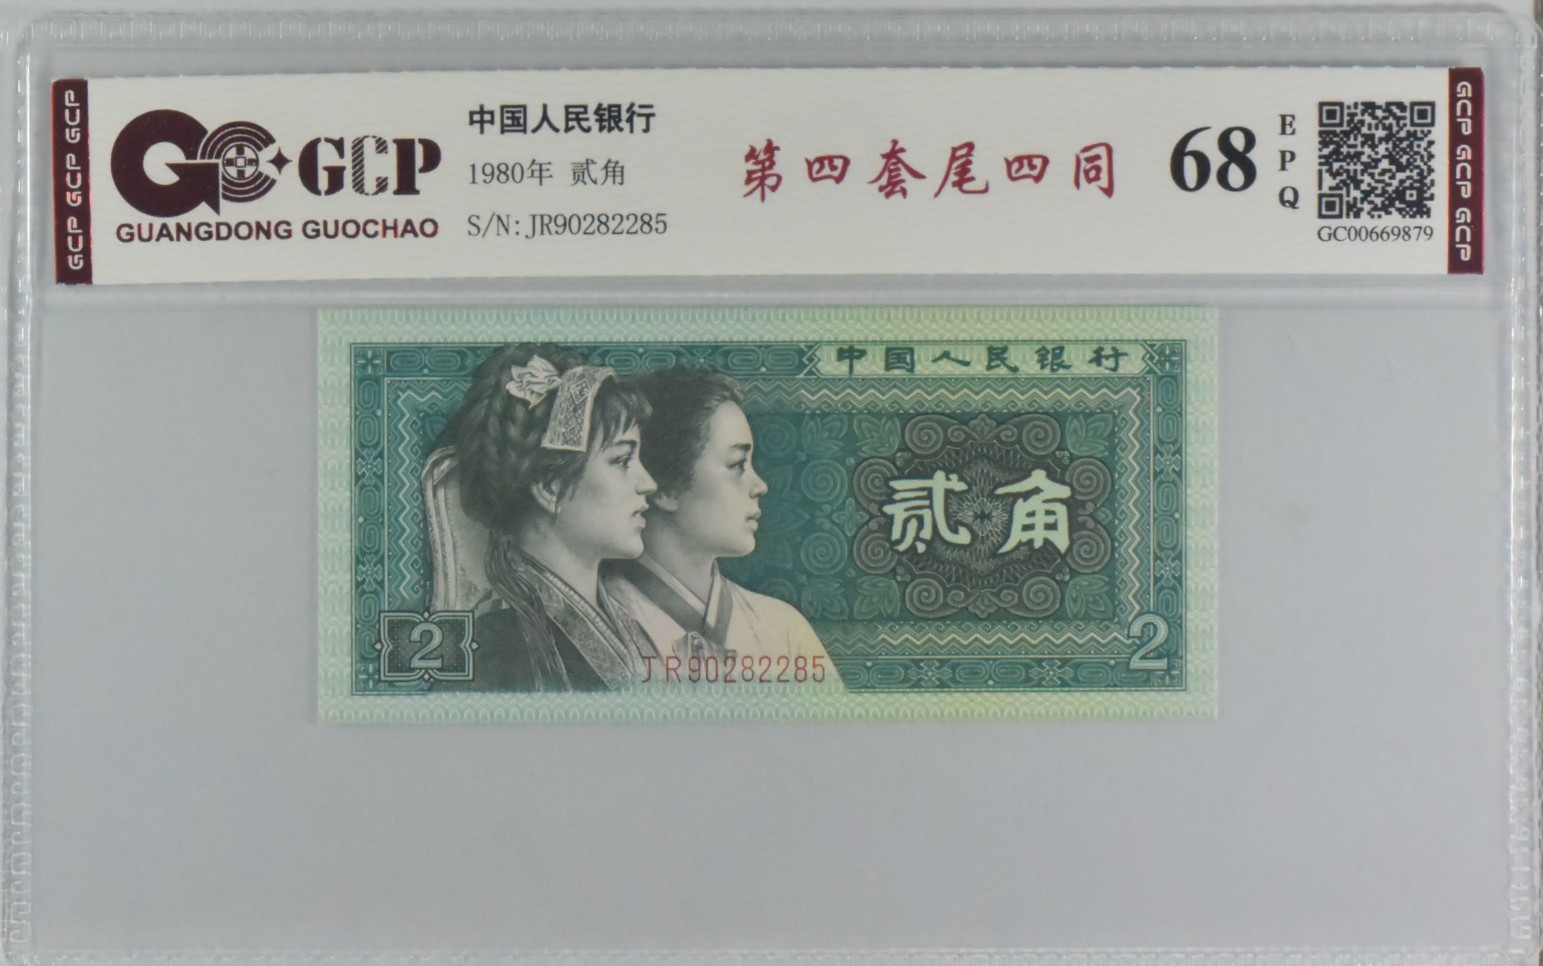 GCP GCP GCP
GCP
GUANGDONG GUOCHAO
中国人民银行
1980年 贰角
S/N: JR90282285
第四套尾四同
68
EPQ
GC00669879
GCP GCP GCP
中国人民银行
贰角
2
2
JR90282285